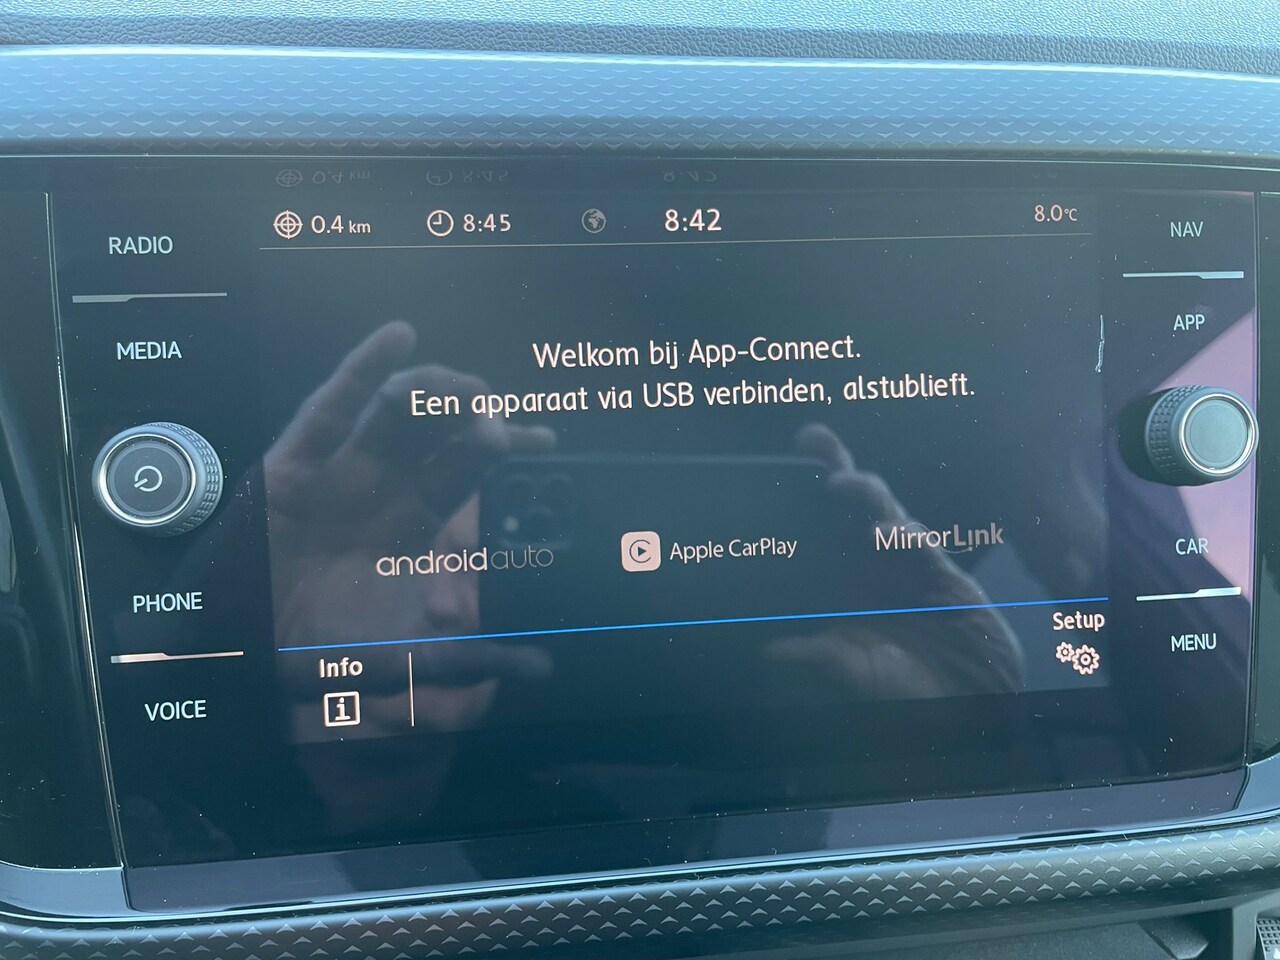 0.4 km 8:45 8:42 8.0°C
RADIO
MEDIA
PHONE
VOICE
Welkom bij App-Connect.
Een apparaat via USB verbinden, alstublieft.
androidauto Apple CarPlay MirrorLink
Info
i
Setup
NAV
APP
CAR
MENU